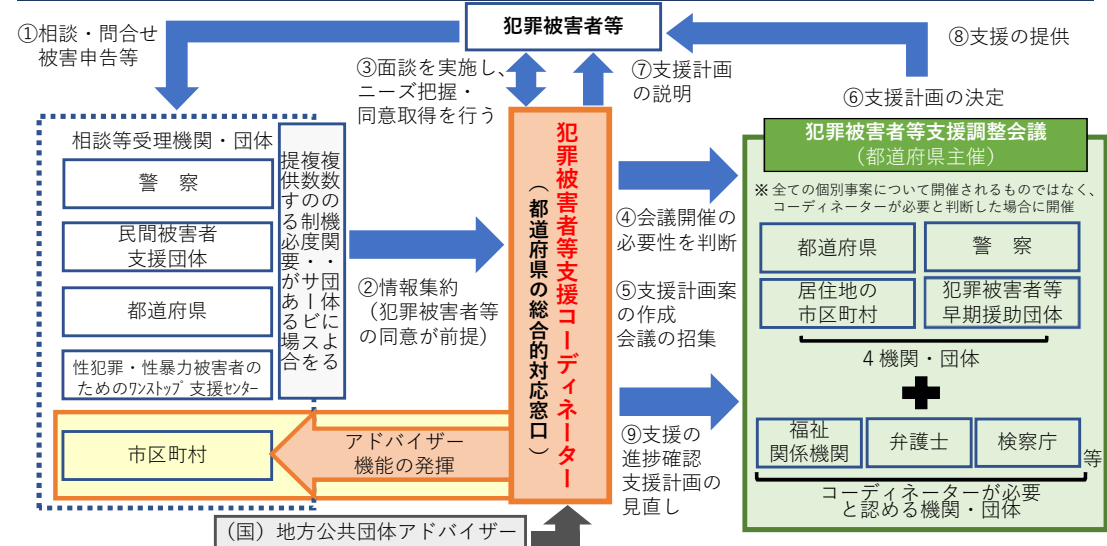 犯罪被害者等
①相談・問合せ
被害申告等
③面談を実施し、
ニーズ把握・
同意取得を行う
⑦支援計画
の説明
⑧支援の提供
⑥支援計画の決定
相談等受理機関・団体
警　察
民間被害者
支援団体
都道府県
性犯罪・性暴力被害者の
ためのﾜﾝｽﾄｯﾌﾟ支援ｾﾝﾀｰ
市区町村
複数の機関・団体による
複数の制度・サービスを
提供する必要がある場合
②情報集約
（犯罪被害者等
の同意が前提）
アドバイザー
機能の発揮
犯罪被害者等支援コーディネーター
（都道府県の総合的対応窓口）
（国）地方公共団体アドバイザー
④会議開催の
必要性を判断
⑤支援計画案
の作成
会議の招集
⑨支援の
進捗確認
支援計画の
見直し
犯罪被害者等支援調整会議
（都道府県主催）
※全ての個別事案について開催されるものではなく、
コーディネーターが必要と判断した場合に開催
都道府県
警　察
居住地の
市区町村
犯罪被害者等
早期援助団体
４機関・団体
福祉
関係機関
弁護士
検察庁
等
コーディネーターが必要
と認める機関・団体